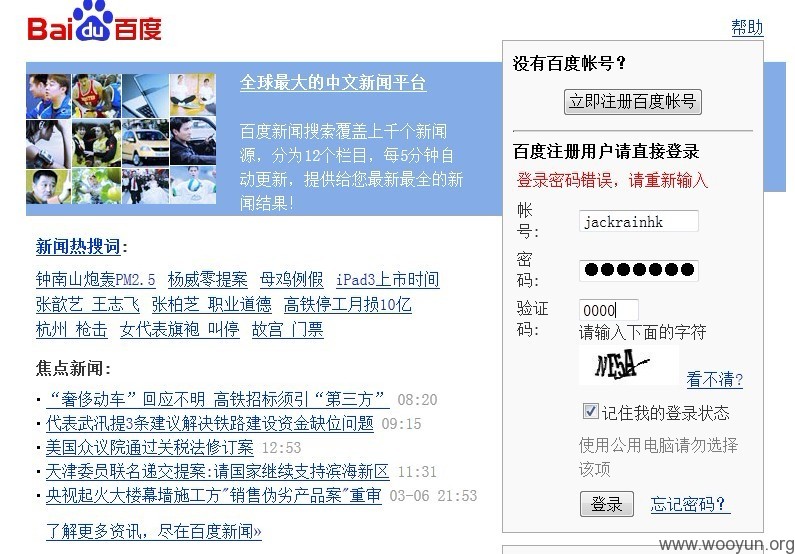 Bai du 百度
帮助
全球最大的中文新闻平台
百度新闻搜索覆盖上千个新闻
源，分为12个栏目，每5分钟自
动更新，提供给您最新最全的新
闻结果！
没有百度帐号？
立即注册百度帐号
百度注册用户请直接登录
登录密码错误，请重新输入
帐
号：
jackrainhk
密
码：
●●●●●●●
验证
码：
0000
请输入下面的字符
看不清？
记住我的登录状态
使用公用电脑请勿选择
该项
登录 忘记密码？
新闻热搜词：
钟南山炮轰PM2.5 杨威零提案 母鸡例假 iPad3上市时间
张歆艺 王志飞 张柏芝 职业道德 高铁停工月损10亿
杭州 枪击 女代表旗袍 叫停 故宫 门票
焦点新闻：
·“奢侈动车”回应不明 高铁招标须引“第三方” 08:20
·代表武汛提3条建议解决铁路建设资金缺位问题 09:15
·美国众议院通过关税法修订案 12:53
·天津委员联名递交提案:请国家继续支持滨海新区 11:31
·央视起火大楼幕墙施工方"销售伪劣产品案"重审 03-06 21:53
了解更多资讯，尽在百度新闻»
www.wooyun.org